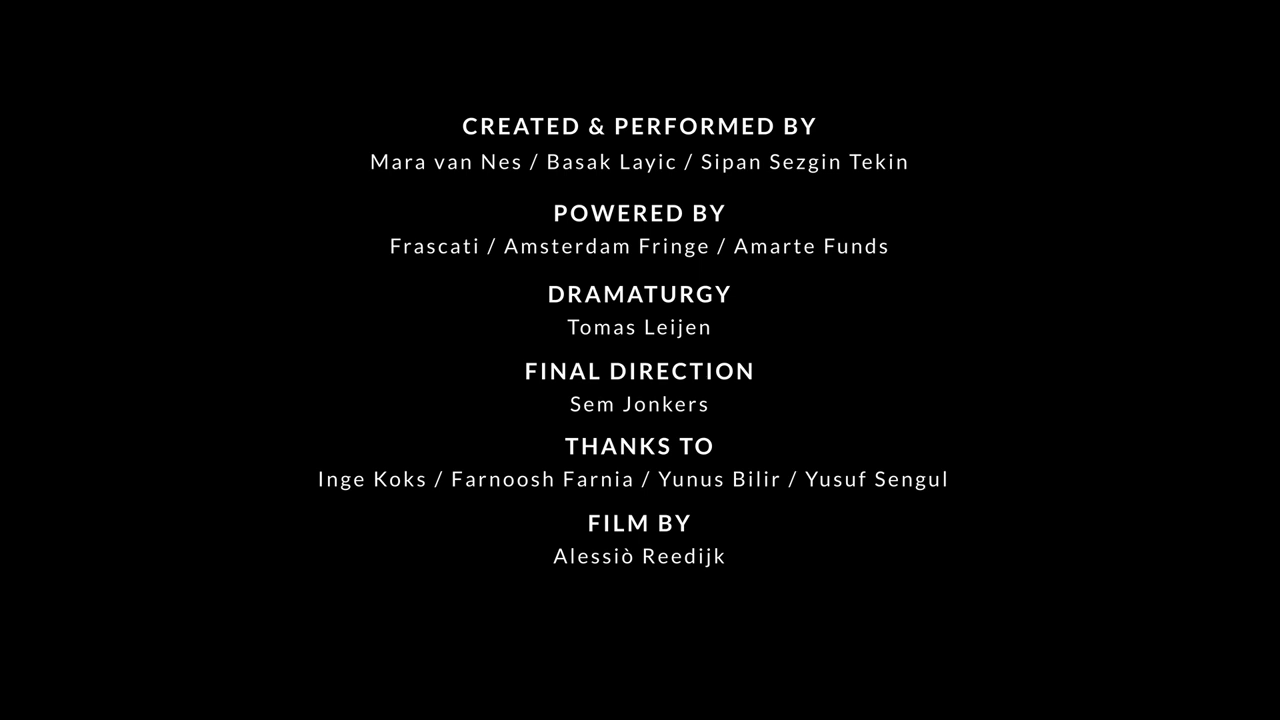 CREATED & PERFORMED BY
Mara van Nes / Basak Layic / Sipan Sezgin Tekin
POWERED BY
Frascati / Amsterdam Fringe / Amarte Funds
DRAMATURGY
Tomas Leijen
FINAL DIRECTION
Sem Jonkers
THANKS TO
Inge Koks / Farnoosh Farnia / Yunus Bilir / Yusuf Sengul
FILM BY
Alessiò Reedijk